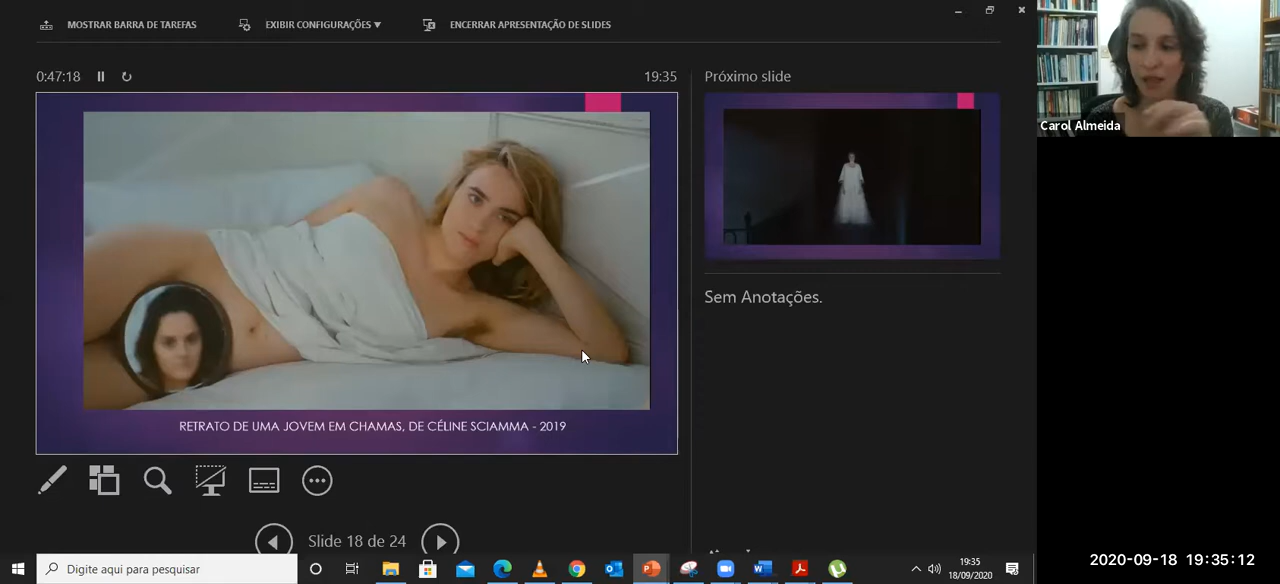 MOSTRAR BARRA DE TAREFAS
EXIBIR CONFIGURAÇÕES ▼
ENCERRAR APRESENTAÇÃO DE SLIDES
0:47:18
19:35
Próximo slide
Carol Almeida
Sem Anotações.
RETRATO DE UMA JOVEM EM CHAMAS, DE CÉLINE SCIAMMA - 2019
Slide 18 de 24
Digite aqui para pesquisar
19:35
18/09/2020
2020-09-18 19:35:12